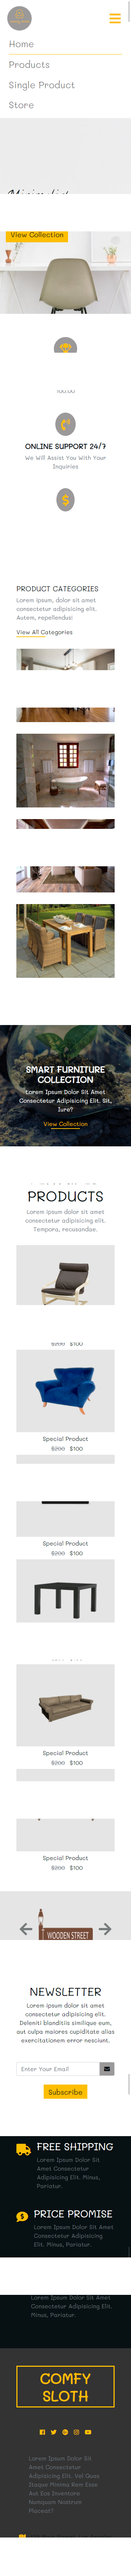 Home
Products
Single Product
Store
View Collection
100.00
ONLINE SUPPORT 24/7
We Will Assist You With Your
Inquiries
PRODUCT CATEGORIES
Lorem ipsum, dolor sit amet
consectetur adipisicing elit.
Autem, repellendus!
View All Categories
SMART FURNITURE
COLLECTION
Lorem Ipsum Dolor Sit Amet
Consectetur Adipisicing Elit. Sit,
Iure?
View Collection
PRODUCTS
Lorem ipsum dolor sit amet
consectetur adipisicing elit.
Tempora, recusandae.
$200 $100
Special Product
$200 $100
Special Product
$200 $100
Special Product
$200 $100
Special Product
$200 $100
WOODEN STREET
NEWSLETTER
Lorem ipsum dolor sit amet
consectetur adipisicing elit.
Deleniti blanditiis similique eum,
out culpa maiores cupiditate alias
exercitationem error nesciunt.
Enter Your Email
Subscribe
FREE SHIPPING
Lorem Ipsum Dolor Sit
Amet Consectetur
Adipisicing Elit. Minus,
Pariatur.
PRICE PROMISE
Lorem Ipsum Dolor Sit Amet
Consectetur Adipisicing
Elit. Minus, Pariatur.
Lorem Ipsum Dolor Sit Amet
Consectetur Adipisicing Elit.
Minus, Pariatur.
COMFY
SLOTH
Lorem Ipsum Dolor Sit
Amet Consectetur
Adipisicing Elit. Vel Quas
Itaque Minima Rem Esse
Aut Eos Inventore
Numquam Nostrum
Placeat?